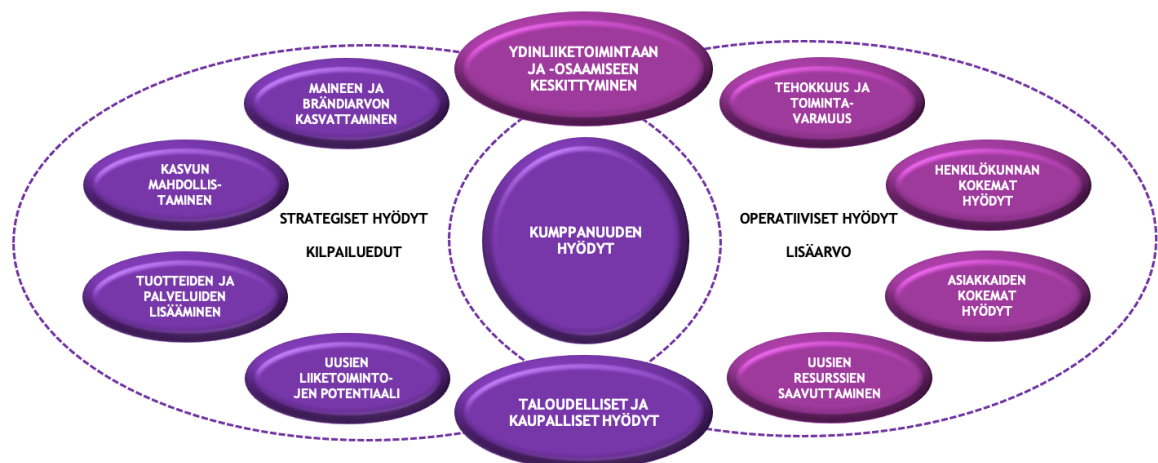 YDINLIIKETOIMINTAAN
JA -OSAAMISEEN
KESKITTYMINEN
MAINEEN JA
BRÄNDIARVON
KASVATTAMINEN
KASVUN
MAHDOLLIS-
TAMINEN
TUOTTEIDEN JA
PALVELUIDEN
LISÄÄMINEN
UUSIEN
LIIKETOIMINTO-
JEN POTENTIAALI
STRATEGISET HYÖDYT
KILPAILUEDUT
KUMPPANUUDEN
HYÖDYT
OPERATIIVISET HYÖDYT
LISÄARVO
TEHOKKUUS JA
TOIMINTA-
VARMUUS
HENKILÖKUNNAN
KOKEMAT
HYÖDYT
ASIAKKAIDEN
KOKEMAT
HYÖDYT
UUSIEN
RESURSSIEN
SAAVUTTAMINEN
TALOUDELLISET JA
KAUPALLISET HYÖDYT